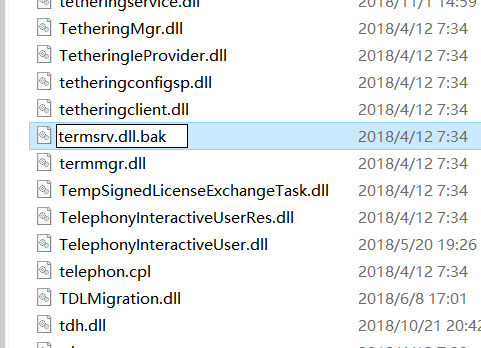 tetheringservice.dll 2018/11/1 14:59
TetheringMgr.dll 2018/4/12 7:34
TetheringIeProvider.dll 2018/4/12 7:34
tetheringconfigsp.dll 2018/4/12 7:34
tetheringclient.dll 2018/4/12 7:34
termsrv.dll.bak 2018/4/12 7:34
termmgr.dll 2018/4/12 7:34
TempSignedLicenseExchangeTask.dll 2018/4/12 7:34
TelephonyInteractiveUserRes.dll 2018/4/12 7:34
TelephonyInteractiveUser.dll 2018/5/20 19:26
telephon.cpl 2018/4/12 7:34
TDLMigration.dll 2018/6/8 17:01
tdh.dll 2018/10/21 20:42